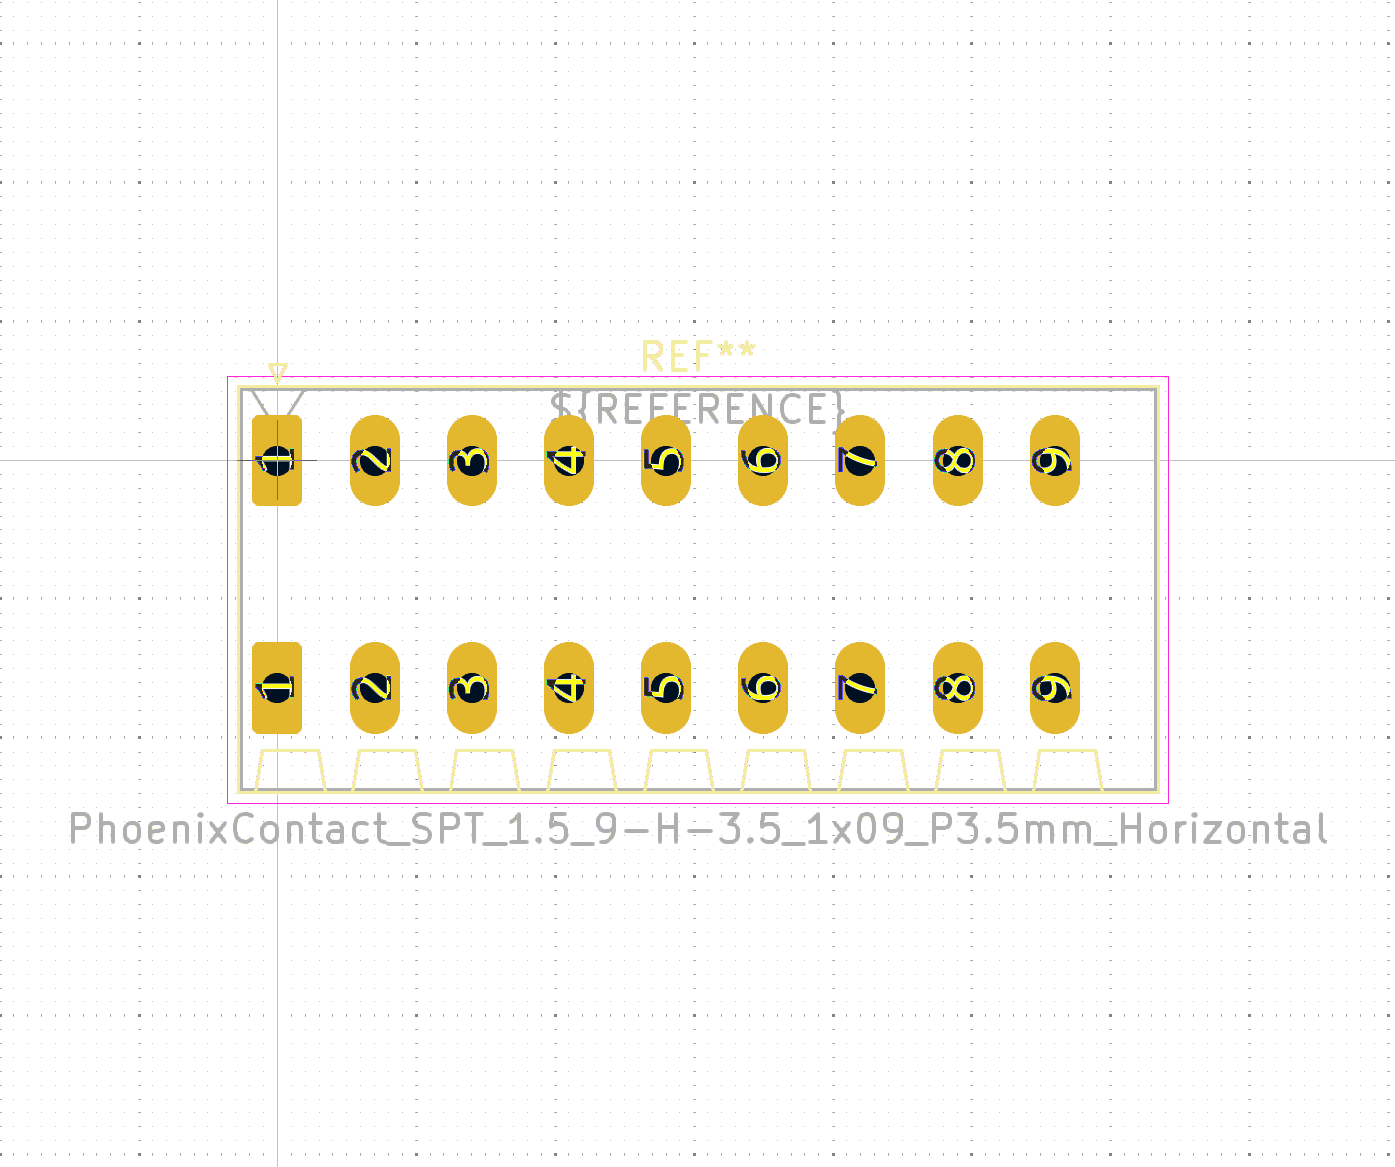 REF**
${REFERENCE}
1 2 3 4 5 6 7 8 9
1 2 3 4 5 6 7 8 9
PhoenixContact_SPT_1.5_9-H-3.5_1x09_P3.5mm_Horizontal